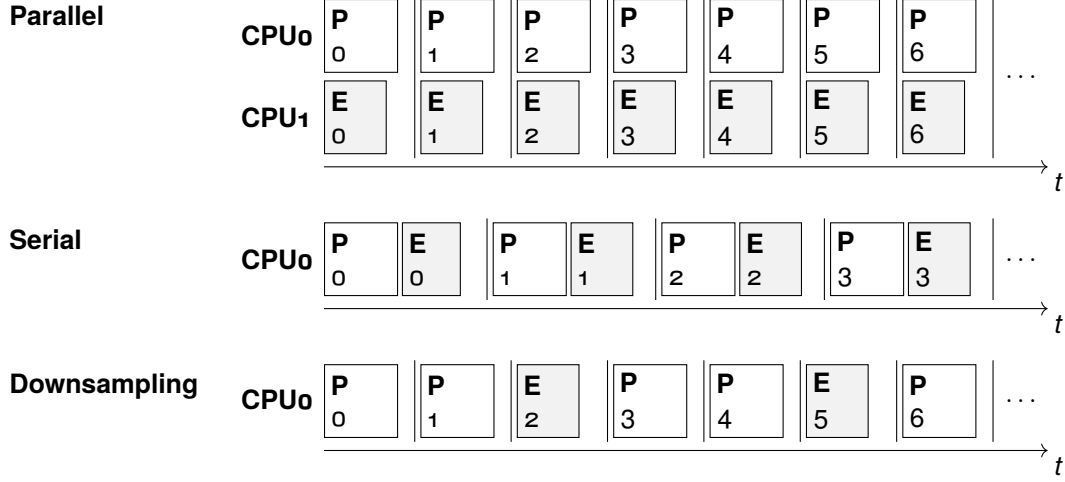 Parallel
CPU0 P P P P P P P
0 1 2 3 4 5 6
...
CPU1 E E E E E E E
0 1 2 3 4 5 6
t
Serial
CPU0 P E P E P E P E
0 0 1 1 2 2 3 3
...
t
Downsampling
CPU0 P P E P P E P
0 1 2 3 4 5 6
...
t